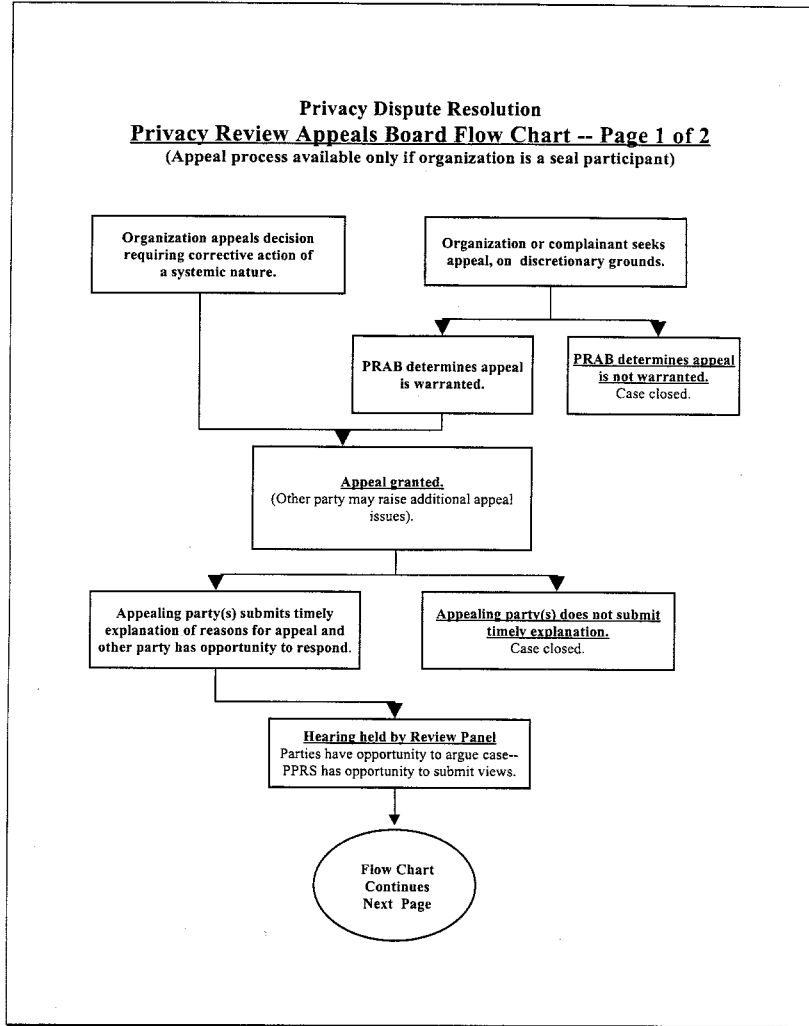 Privacy Dispute Resolution
Privacy Review Appeals Board Flow Chart -- Page 1 of 2
(Appeal process available only if organization is a seal participant)
Organization appeals decision
requiring corrective action of
a systemic nature.
Organization or complainant seeks
appeal, on discretionary grounds.
PRAB determines appeal
is warranted.
PRAB determines appeal
is not warranted.
Case closed.
Appeal granted.
(Other party may raise additional appeal
issues).
Appealing party(s) submits timely
explanation of reasons for appeal and
other party has opportunity to respond.
Appealing party(s) does not submit
timely explanation.
Case closed.
Hearing held by Review Panel
Parties have opportunity to argue case--
PPRS has opportunity to submit views.
Flow Chart
Continues
Next Page